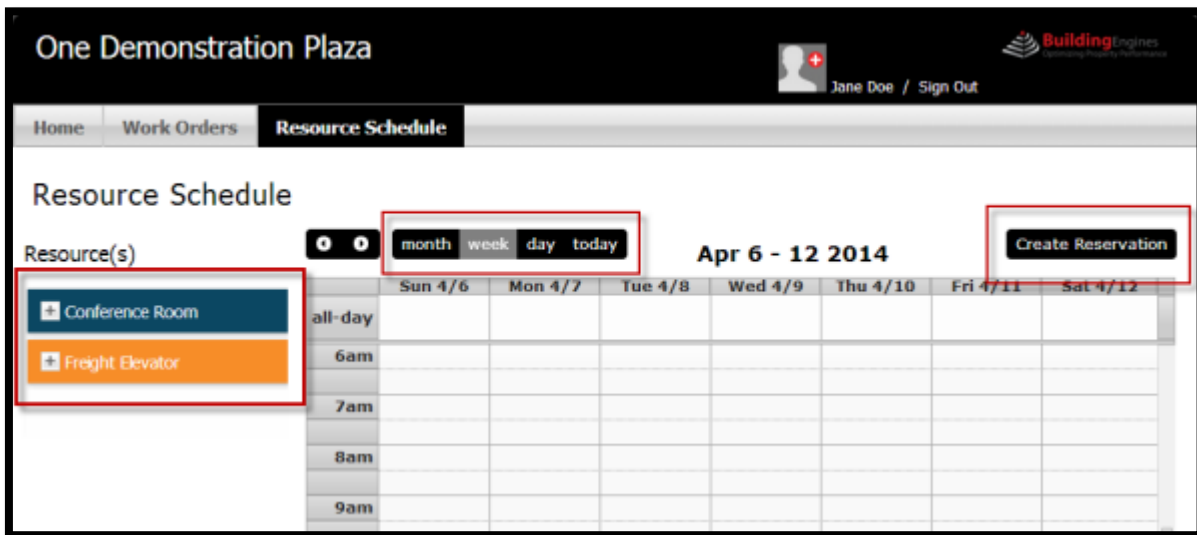 One Demonstration Plaza
BuildingEngines
Optimizing Property Performance
Jane Doe / Sign Out
Home Work Orders Resource Schedule
Resource Schedule
Resource(s)
month week day today
Apr 6 - 12 2014
Create Reservation
Sun 4/6 Mon 4/7 Tue 4/8 Wed 4/9 Thu 4/10 Fri 4/11 Sat 4/12
Conference Room
all-day
Freight Elevator
6am
7am
8am
9am